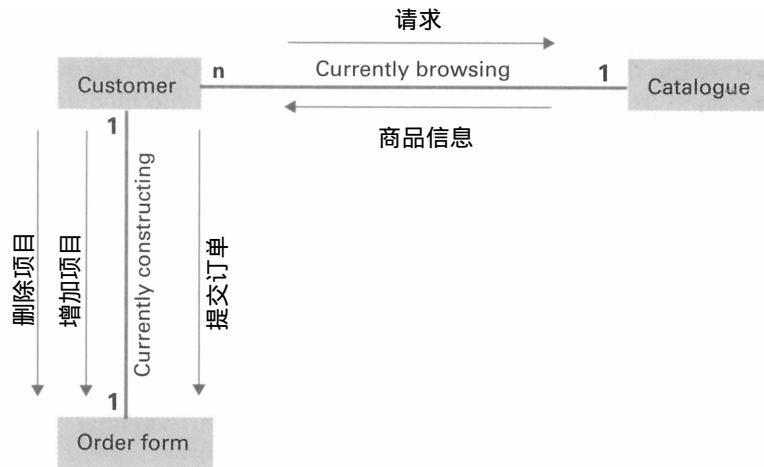 请求
Customer
n
Currently browsing
1
Catalogue
商品信息
1
删除项目
增加项目
Currently constructing
提交订单
1
Order form